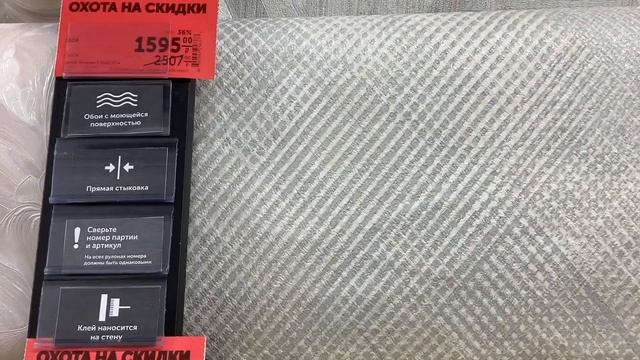 ОХОТА НА СКИДКИ
36%
1595 00
2507
Обои с моющейся
поверхностью
Прямая стыковка
! Сверьте
номер партии
и артикул
На всех рулонах номера
должны быть одинаковыми
Клей наносится
на стену
ОХОТА НА СКИДКИ